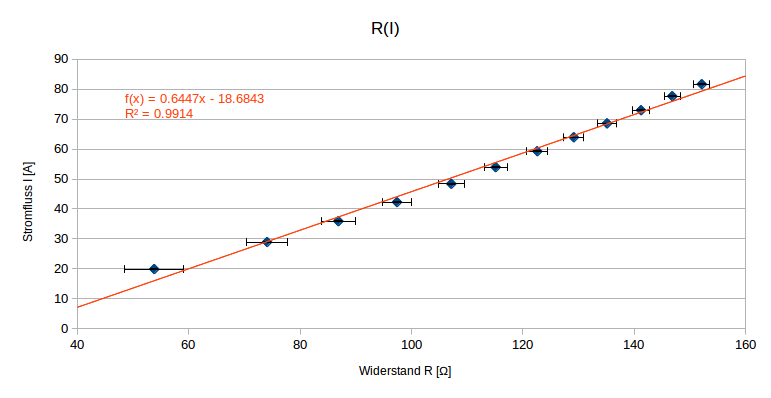 R(I)
90
80
70
60
50
40
30
20
10
0
f(x) = 0.6447x - 18.6843
R² = 0.9914
Stromfluss I [A]
40 60 80 100 120 140 160
Widerstand R [Ω]